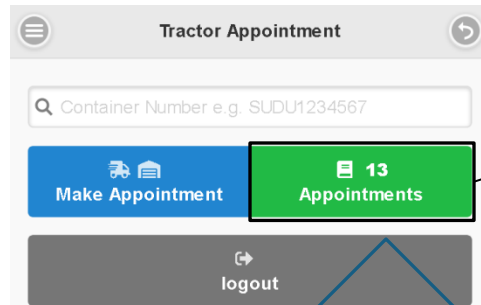 Tractor Appointment
Container Number e.g. SUDU1234567
Make Appointment
13
Appointments
logout